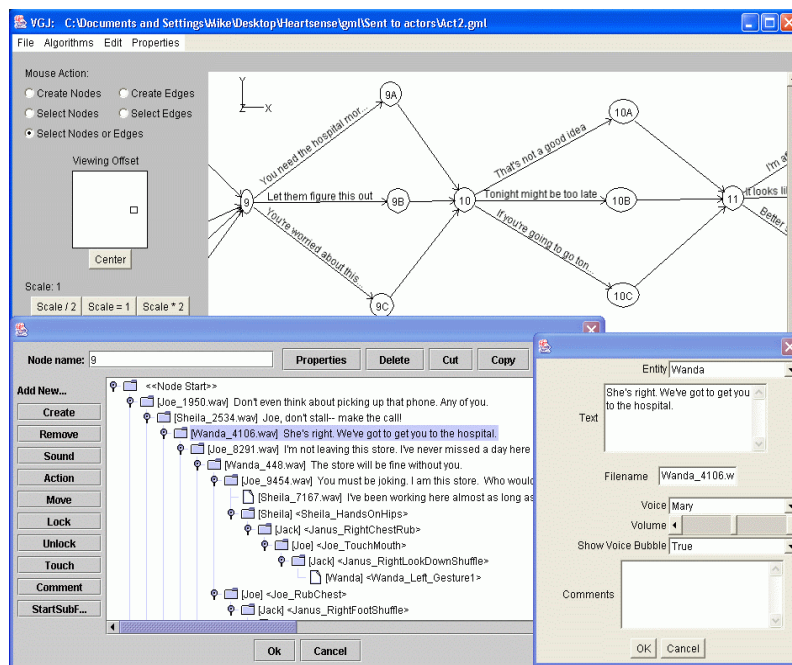 VGJ: C:\Documents and Settings\Mike\Desktop\Heartsense\gml\Sent to actors\Act2.gml
File Algorithms Edit Properties
Mouse Action:
Create Nodes Create Edges
Select Nodes Select Edges
Select Nodes or Edges
Viewing Offset
Center
Scale: 1
Scale / 2 Scale = 1 Scale * 2
Y
Z X
9
You need the hospital mor...
Let them figure this out
You're worried about this...
9A
9B
9C
10
That's not a good idea
Tonight might be too late
If you're going to go ton...
10A
10B
10C
11
I'm af
It looks lik
Better s
Node name: 9 Properties Delete Cut Copy
Add New...
Create
Remove
Sound
Action
Move
Lock
Unlock
Touch
Comment
StartSubF...
<<Node Start>>
[Joe_1950.wav] Don't even think about picking up that phone. Any of you.
[Sheila_2534.wav] Joe, don't stall-- make the call!
[Wanda_4106.wav] She's right. We've got to get you to the hospital.
[Joe_8291.wav] I'm not leaving this store. I've never missed a day here
[Wanda_448.wav] The store will be fine without you.
[Joe_9454.wav] You must be joking. I am this store. Who would
[Sheila_7167.wav] I've been working here almost as long as
[Sheila] <Sheila_HandsOnHips>
[Jack] <Janus_RightChestRub>
[Joe] <Joe_TouchMouth>
[Jack] <Janus_RightLookDownShuffle>
[Wanda] <Wanda_Left_Gesture1>
[Joe] <Joe_RubChest>
[Jack] <Janus_RightFootShuffle>
Ok Cancel
Entity Wanda
Text
She's right. We've got to get you
to the hospital.
Filename Wanda_4106.w
Voice Mary
Volume
Show Voice Bubble True
Comments
OK Cancel